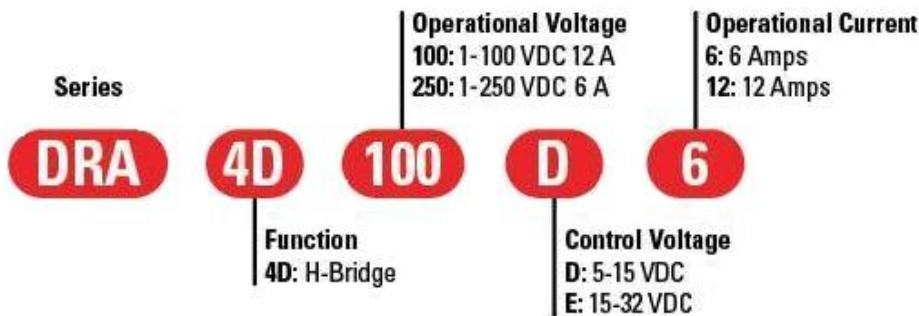 Operational Voltage
100: 1-100 VDC 12 A
250: 1-250 VDC 6 A
Operational Current
6: 6 Amps
12: 12 Amps
Series
DRA 4D 100 D 6
Function
4D: H-Bridge
Control Voltage
D: 5-15 VDC
E: 15-32 VDC